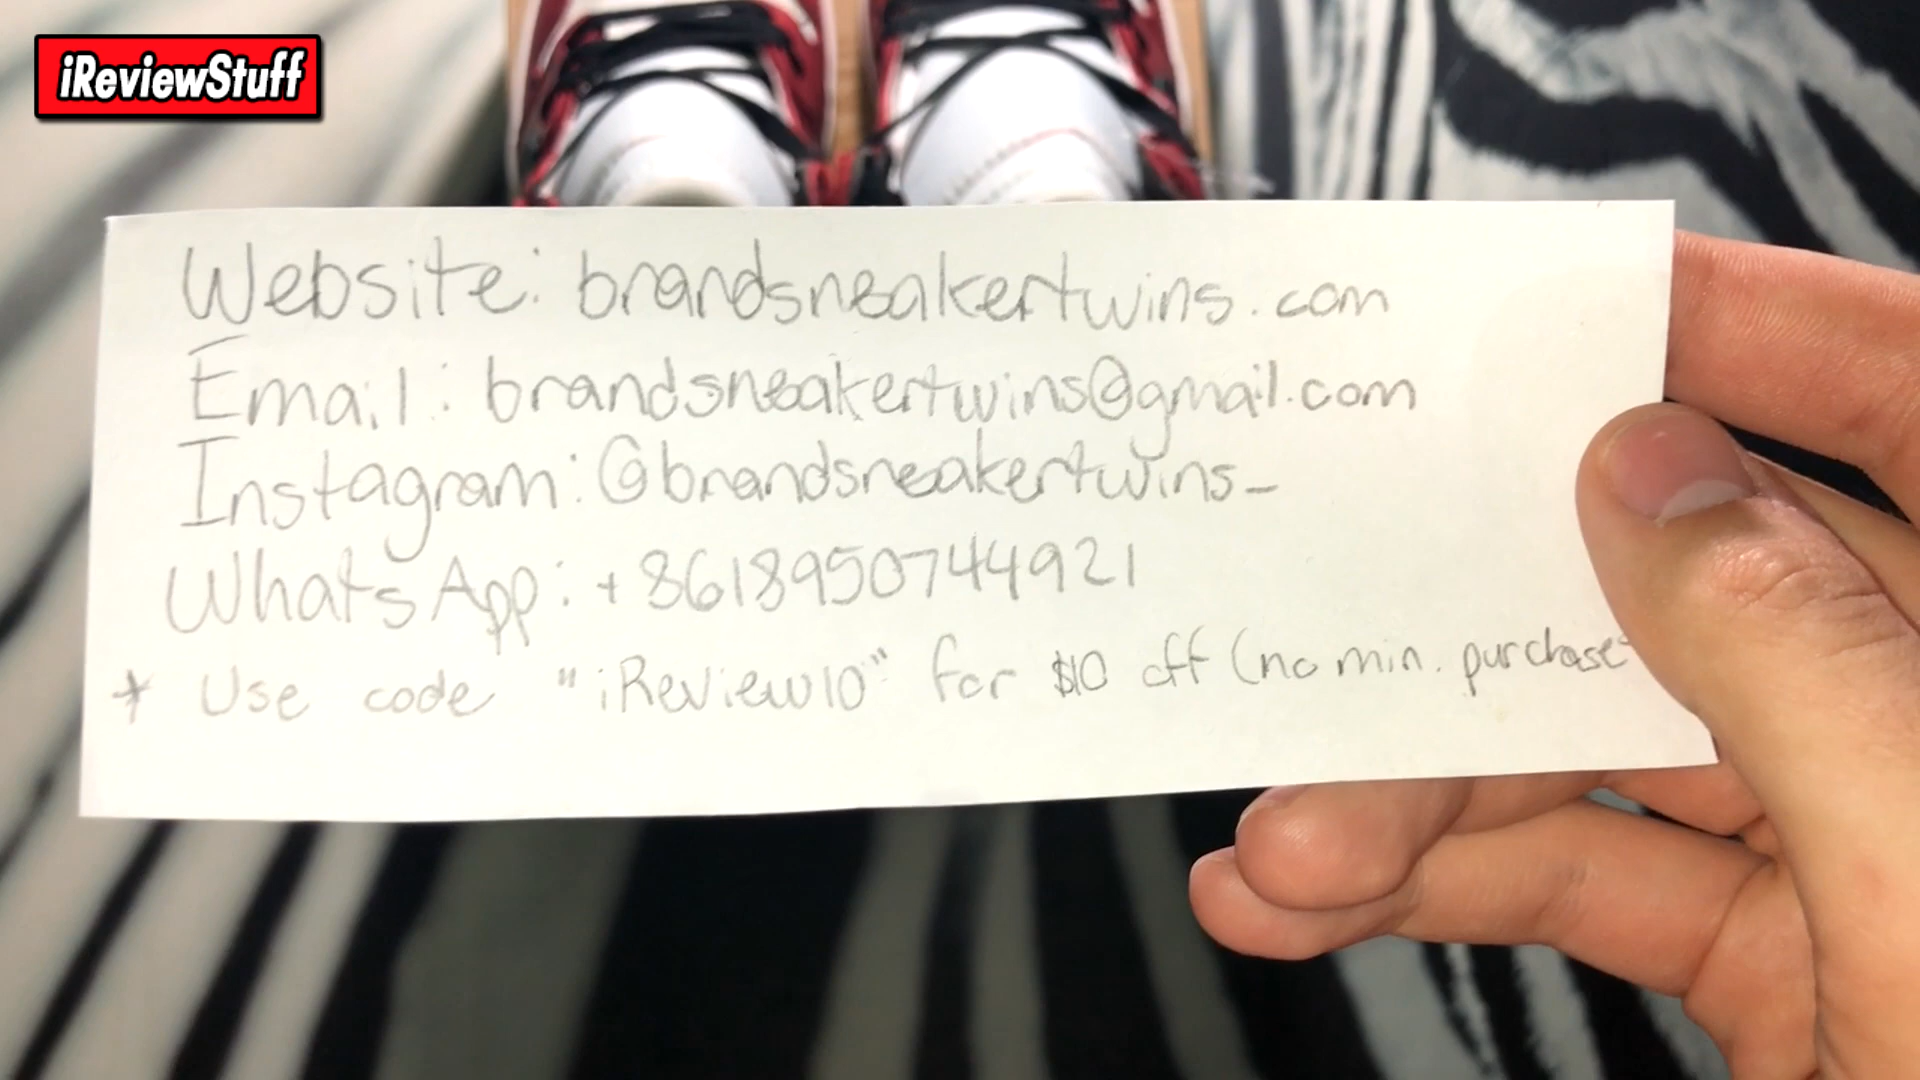 iReviewStuff
Website: brandsneakertwins.com
Email: brandsneakertwins@gmail.com
Instagram: @brandsneakertwins_
WhatsApp: +8618950744921
* Use code "iReview10" for $10 off (no min. purchase